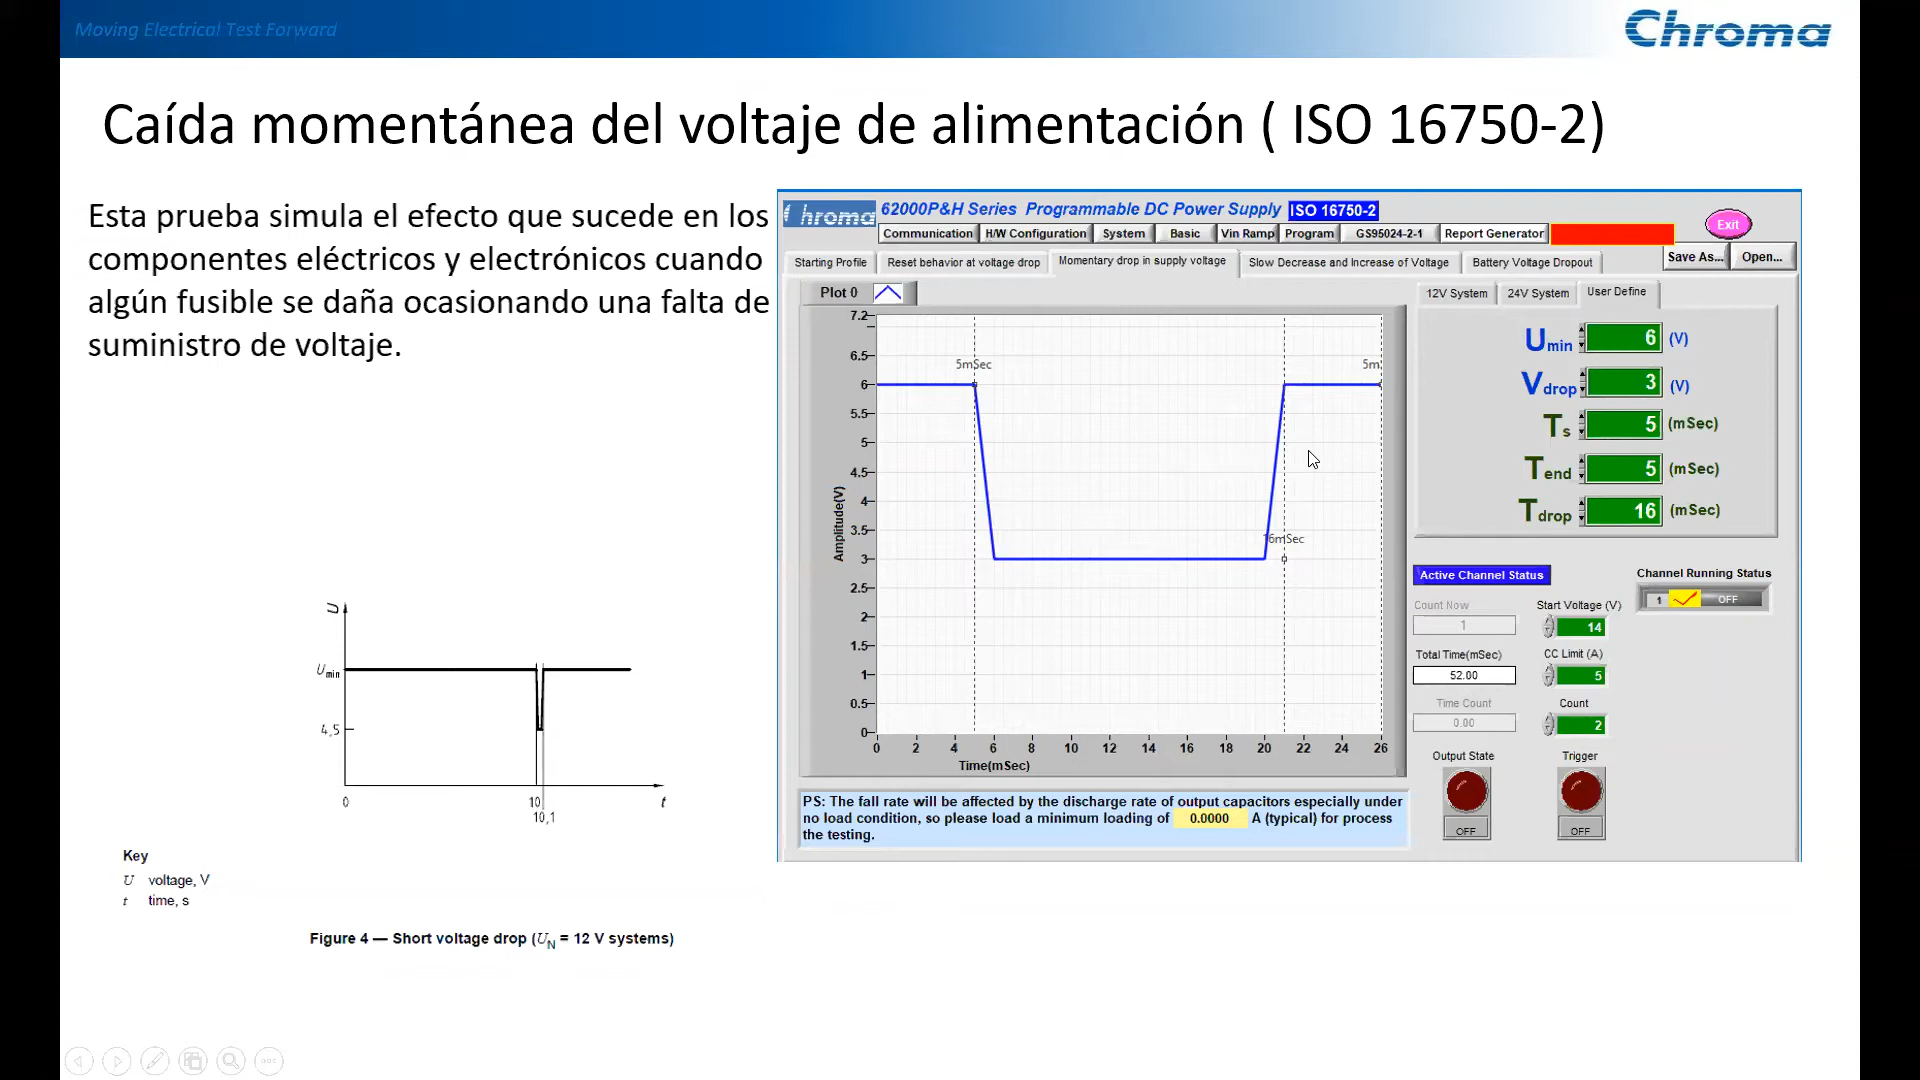 Moving Electrical Test Forward
Chroma
Caída momentánea del voltaje de alimentación ( ISO 16750-2)
Esta prueba simula el efecto que sucede en los
componentes eléctricos y electrónicos cuando
algún fusible se daña ocasionando una falta de
suministro de voltaje.
U
Umin
4,5
0
10
10,1
t
Key
U voltage, V
t time, s
Figure 4 — Short voltage drop (UN = 12 V systems)
hroma
62000P&H Series Programmable DC Power Supply ISO 16750-2
Exit
Communication H/W Configuration System Basic Vin Ramp Program GS95024-2-1 Report Generator
Save As... Open...
Starting Profile Reset behavior at voltage drop Momentary drop in supply voltage Slow Decrease and Increase of Voltage Battery Voltage Dropout
Plot 0
12V System 24V System User Define
7.2
6.5
6
5.5
5
4.5
4
3.5
3
2.5
2
1.5
1
0.5
0
Amplitude(V)
5mSec
5m
16mSec
0 2 4 6 8 10 12 14 16 18 20 22 24 26
Time(mSec)
Umin 6 (V)
Vdrop 3 (V)
Ts 5 (mSec)
Tend 5 (mSec)
Tdrop 16 (mSec)
Active Channel Status
Channel Running Status
1 OFF
Count Now
1
Start Voltage (V)
14
Total Time(mSec)
52.00
CC Limit (A)
5
Time Count
0.00
Count
2
Output State
OFF
Trigger
OFF
PS: The fall rate will be affected by the discharge rate of output capacitors especially under
no load condition, so please load a minimum loading of 0.0000 A (typical) for process
the testing.